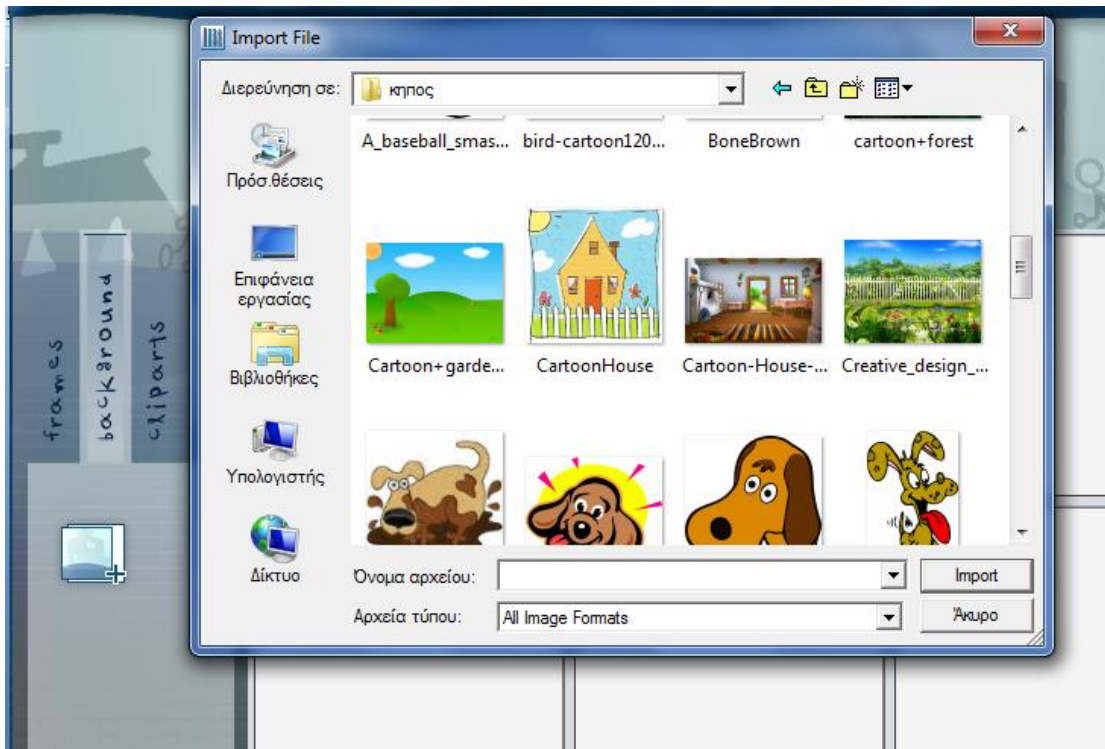 Import File
Διερεύνηση σε:
κηπος
Πρόσ.θέσεις
Επιφάνεια
εργασίας
Βιβλιοθήκες
Υπολογιστής
Δίκτυο
A_baseball_smas... bird-cartoon120... BoneBrown cartoon+forest
Cartoon+garde... CartoonHouse Cartoon-House-... Creative_design_...
Όνομα αρχείου:
Import
Αρχεία τύπου:
All Image Formats
Άκυρο
frames
background
cliparts